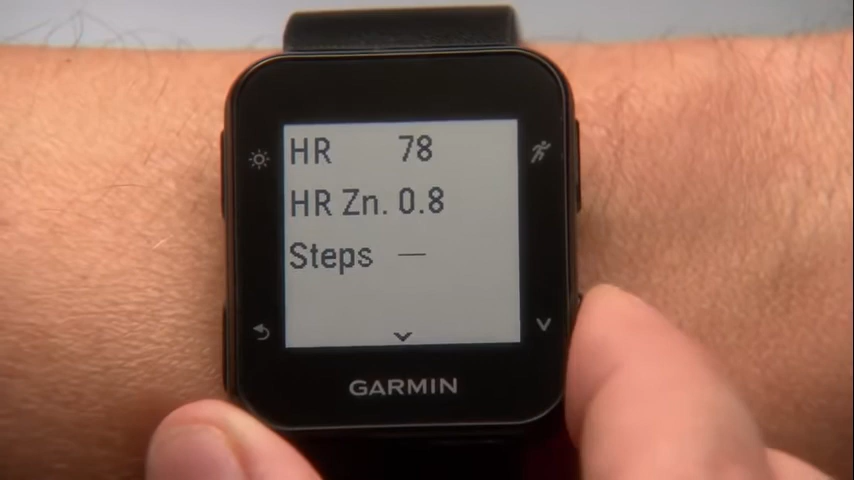 HR 78
HR Zn. 0.8
Steps —
GARMIN